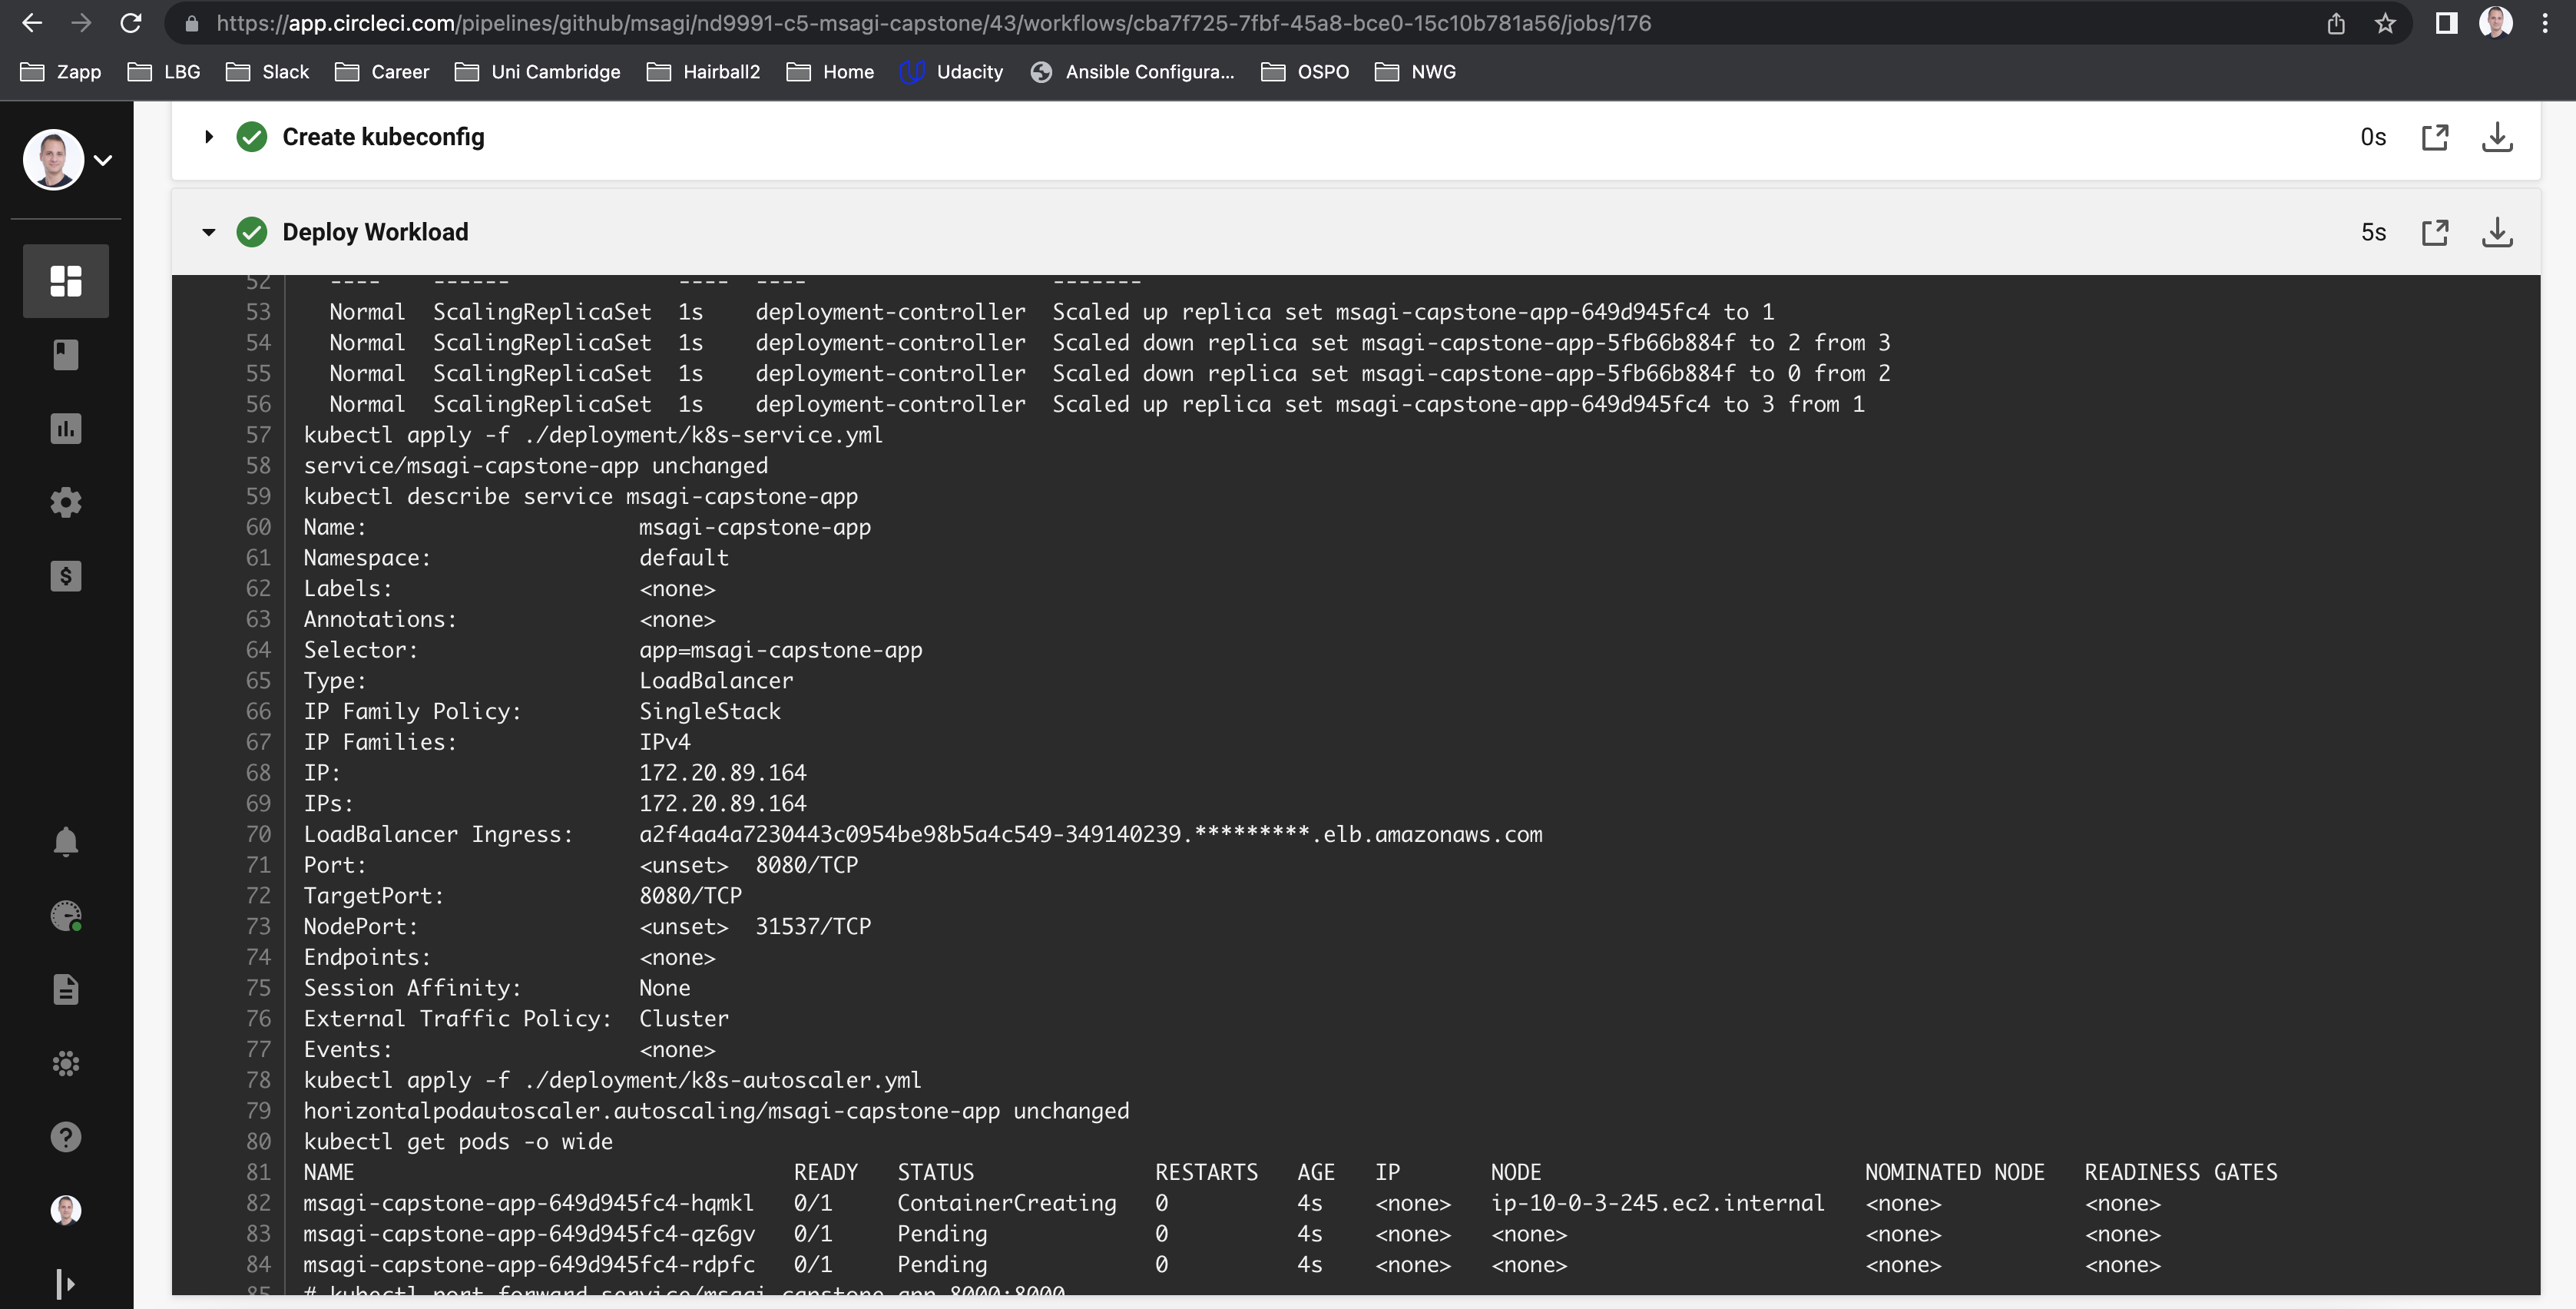 https://app.circleci.com/pipelines/github/msagi/nd9991-c5-msagi-capstone/43/workflows/cba7f725-7fbf-45a8-bce0-15c10b781a56/jobs/176
Zapp LBG Slack Career Uni Cambridge Hairball2 Home Udacity Ansible Configura... OSPO NWG
Create kubeconfig 0s
Deploy Workload 5s
52 ---- ------ ---- ---- -------
53 Normal ScalingReplicaSet 1s deployment-controller Scaled up replica set msagi-capstone-app-649d945fc4 to 1
54 Normal ScalingReplicaSet 1s deployment-controller Scaled down replica set msagi-capstone-app-5fb66b884f to 2 from 3
55 Normal ScalingReplicaSet 1s deployment-controller Scaled down replica set msagi-capstone-app-5fb66b884f to 0 from 2
56 Normal ScalingReplicaSet 1s deployment-controller Scaled up replica set msagi-capstone-app-649d945fc4 to 3 from 1
57 kubectl apply -f ./deployment/k8s-service.yml
58 service/msagi-capstone-app unchanged
59 kubectl describe service msagi-capstone-app
60 Name: msagi-capstone-app
61 Namespace: default
62 Labels: <none>
63 Annotations: <none>
64 Selector: app=msagi-capstone-app
65 Type: LoadBalancer
66 IP Family Policy: SingleStack
67 IP Families: IPv4
68 IP: 172.20.89.164
69 IPs: 172.20.89.164
70 LoadBalancer Ingress: a2f4aa4a7230443c0954be98b5a4c549-349140239.*********.elb.amazonaws.com
71 Port: <unset> 8080/TCP
72 TargetPort: 8080/TCP
73 NodePort: <unset> 31537/TCP
74 Endpoints: <none>
75 Session Affinity: None
76 External Traffic Policy: Cluster
77 Events: <none>
78 kubectl apply -f ./deployment/k8s-autoscaler.yml
79 horizontalpodautoscaler.autoscaling/msagi-capstone-app unchanged
80 kubectl get pods -o wide
81 NAME READY STATUS RESTARTS AGE IP NODE NOMINATED NODE READINESS GATES
82 msagi-capstone-app-649d945fc4-hqmkl 0/1 ContainerCreating 0 4s <none> ip-10-0-3-245.ec2.internal <none> <none>
83 msagi-capstone-app-649d945fc4-qz6gv 0/1 Pending 0 4s <none> <none> <none> <none>
84 msagi-capstone-app-649d945fc4-rdpfc 0/1 Pending 0 4s <none> <none> <none> <none>
85 # kubectl port-forward service/msagi-capstone-app 8000:8000